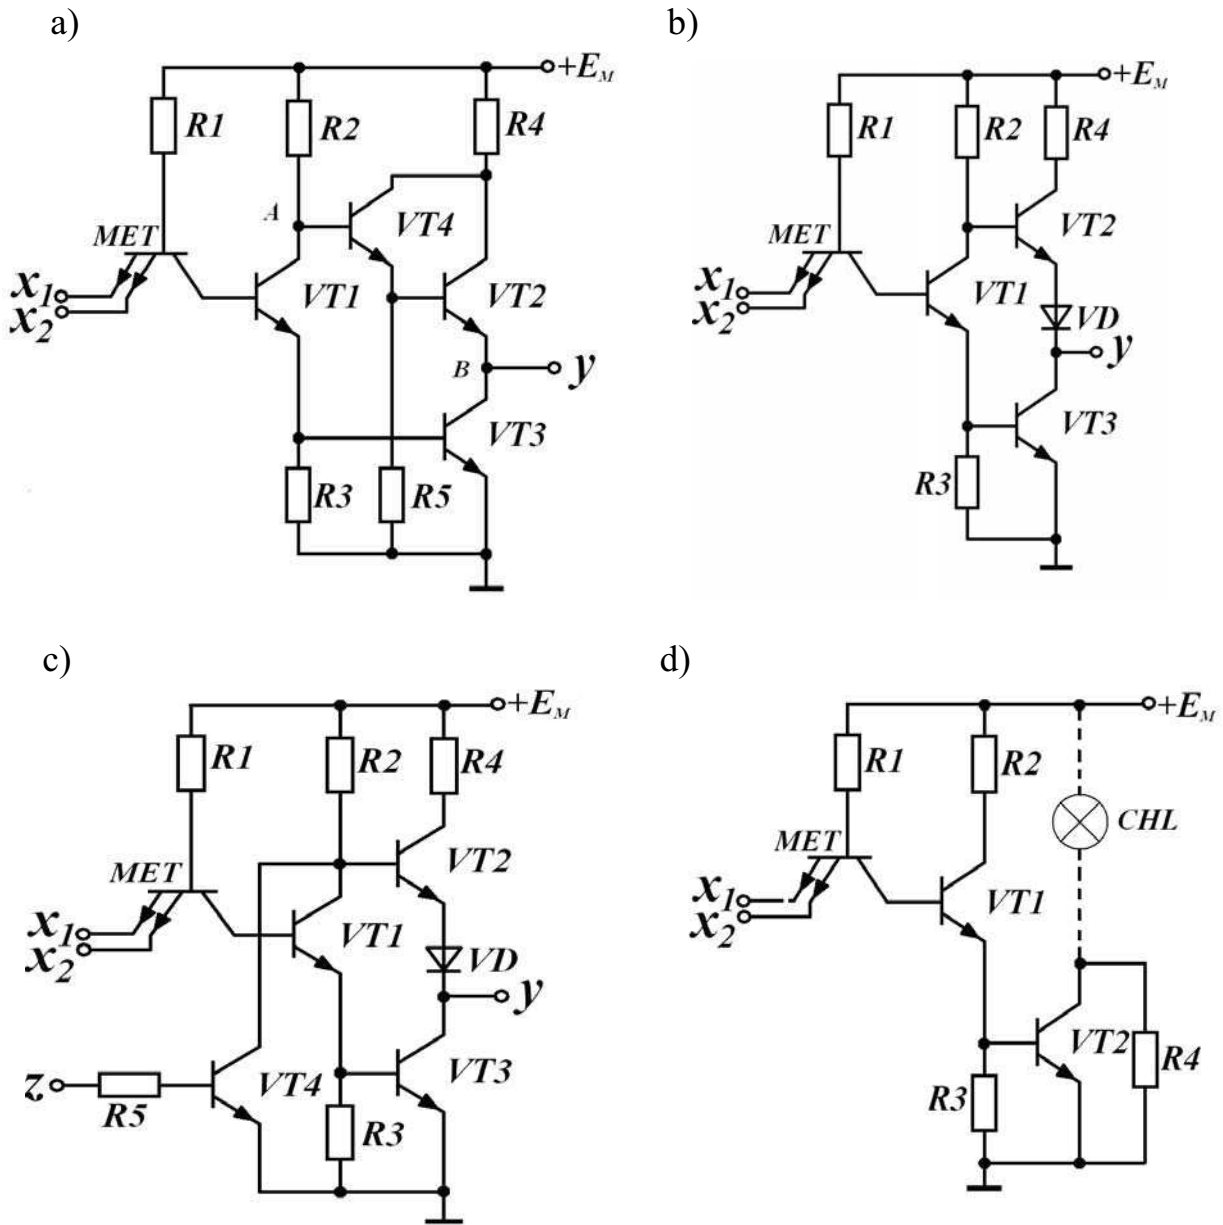 a)
+E_M
R1
R2
R4
A
VT4
MET
x1
x2
VT1
VT2
B
y
VT3
R3
R5
b)
+E_M
R1
R2
R4
MET
VT2
x1
x2
VT1
VD
y
VT3
R3
c)
+E_M
R1
R2
R4
MET
VT2
x1
x2
VT1
VD
y
z
R5
VT4
VT3
R3
d)
+E_M
R1
R2
CHL
MET
x1
x2
VT1
VT2
R4
R3